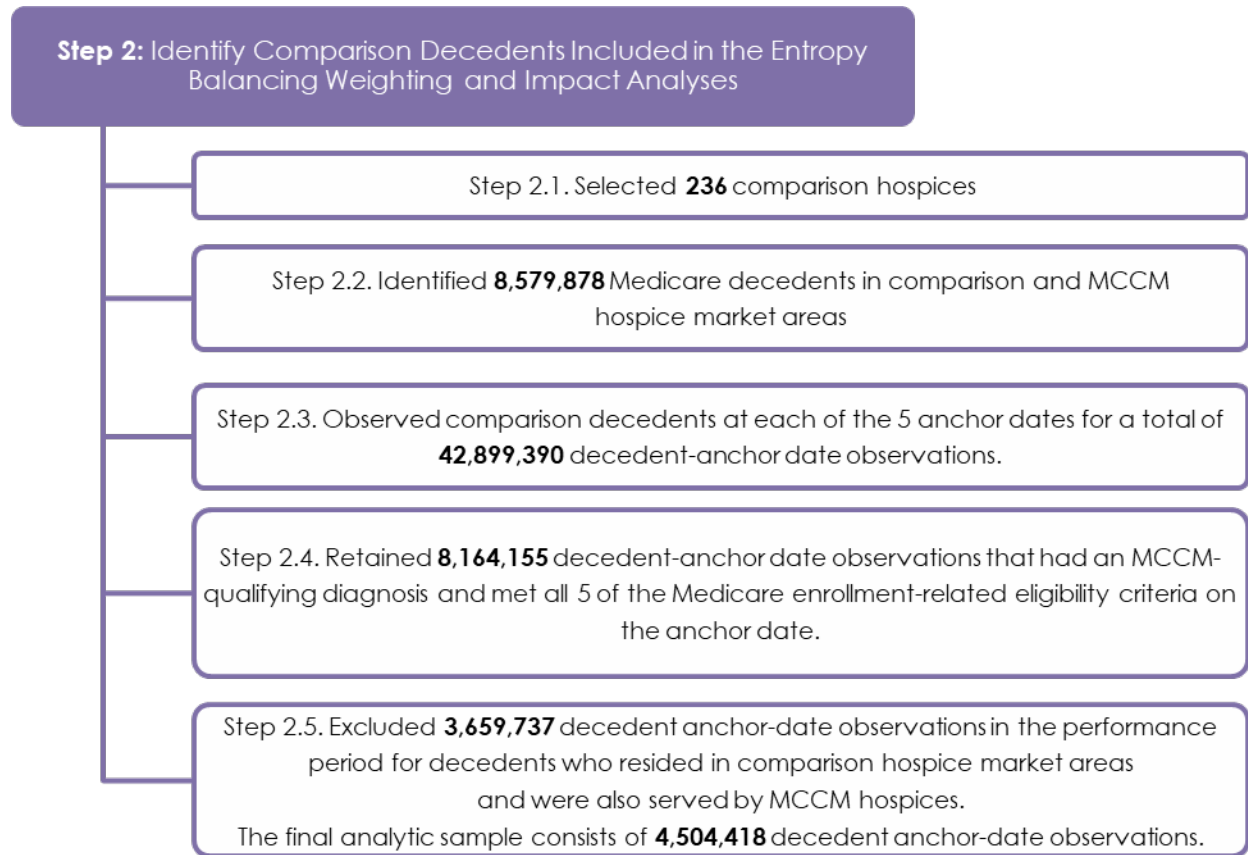 Step 2: Identify Comparison Decedents Included in the Entropy
Balancing Weighting and Impact Analyses
Step 2.1. Selected 236 comparison hospices
Step 2.2. Identified 8,579,878 Medicare decedents in comparison and MCCM
hospice market areas
Step 2.3. Observed comparison decedents at each of the 5 anchor dates for a total of
42,899,390 decedent-anchor date observations.
Step 2.4. Retained 8,164,155 decedent-anchor date observations that had an MCCM-
qualifying diagnosis and met all 5 of the Medicare enrollment-related eligibility criteria on
the anchor date.
Step 2.5. Excluded 3,659,737 decedent anchor-date observations in the performance
period for decedents who resided in comparison hospice market areas
and were also served by MCCM hospices.
The final analytic sample consists of 4,504,418 decedent anchor-date observations.